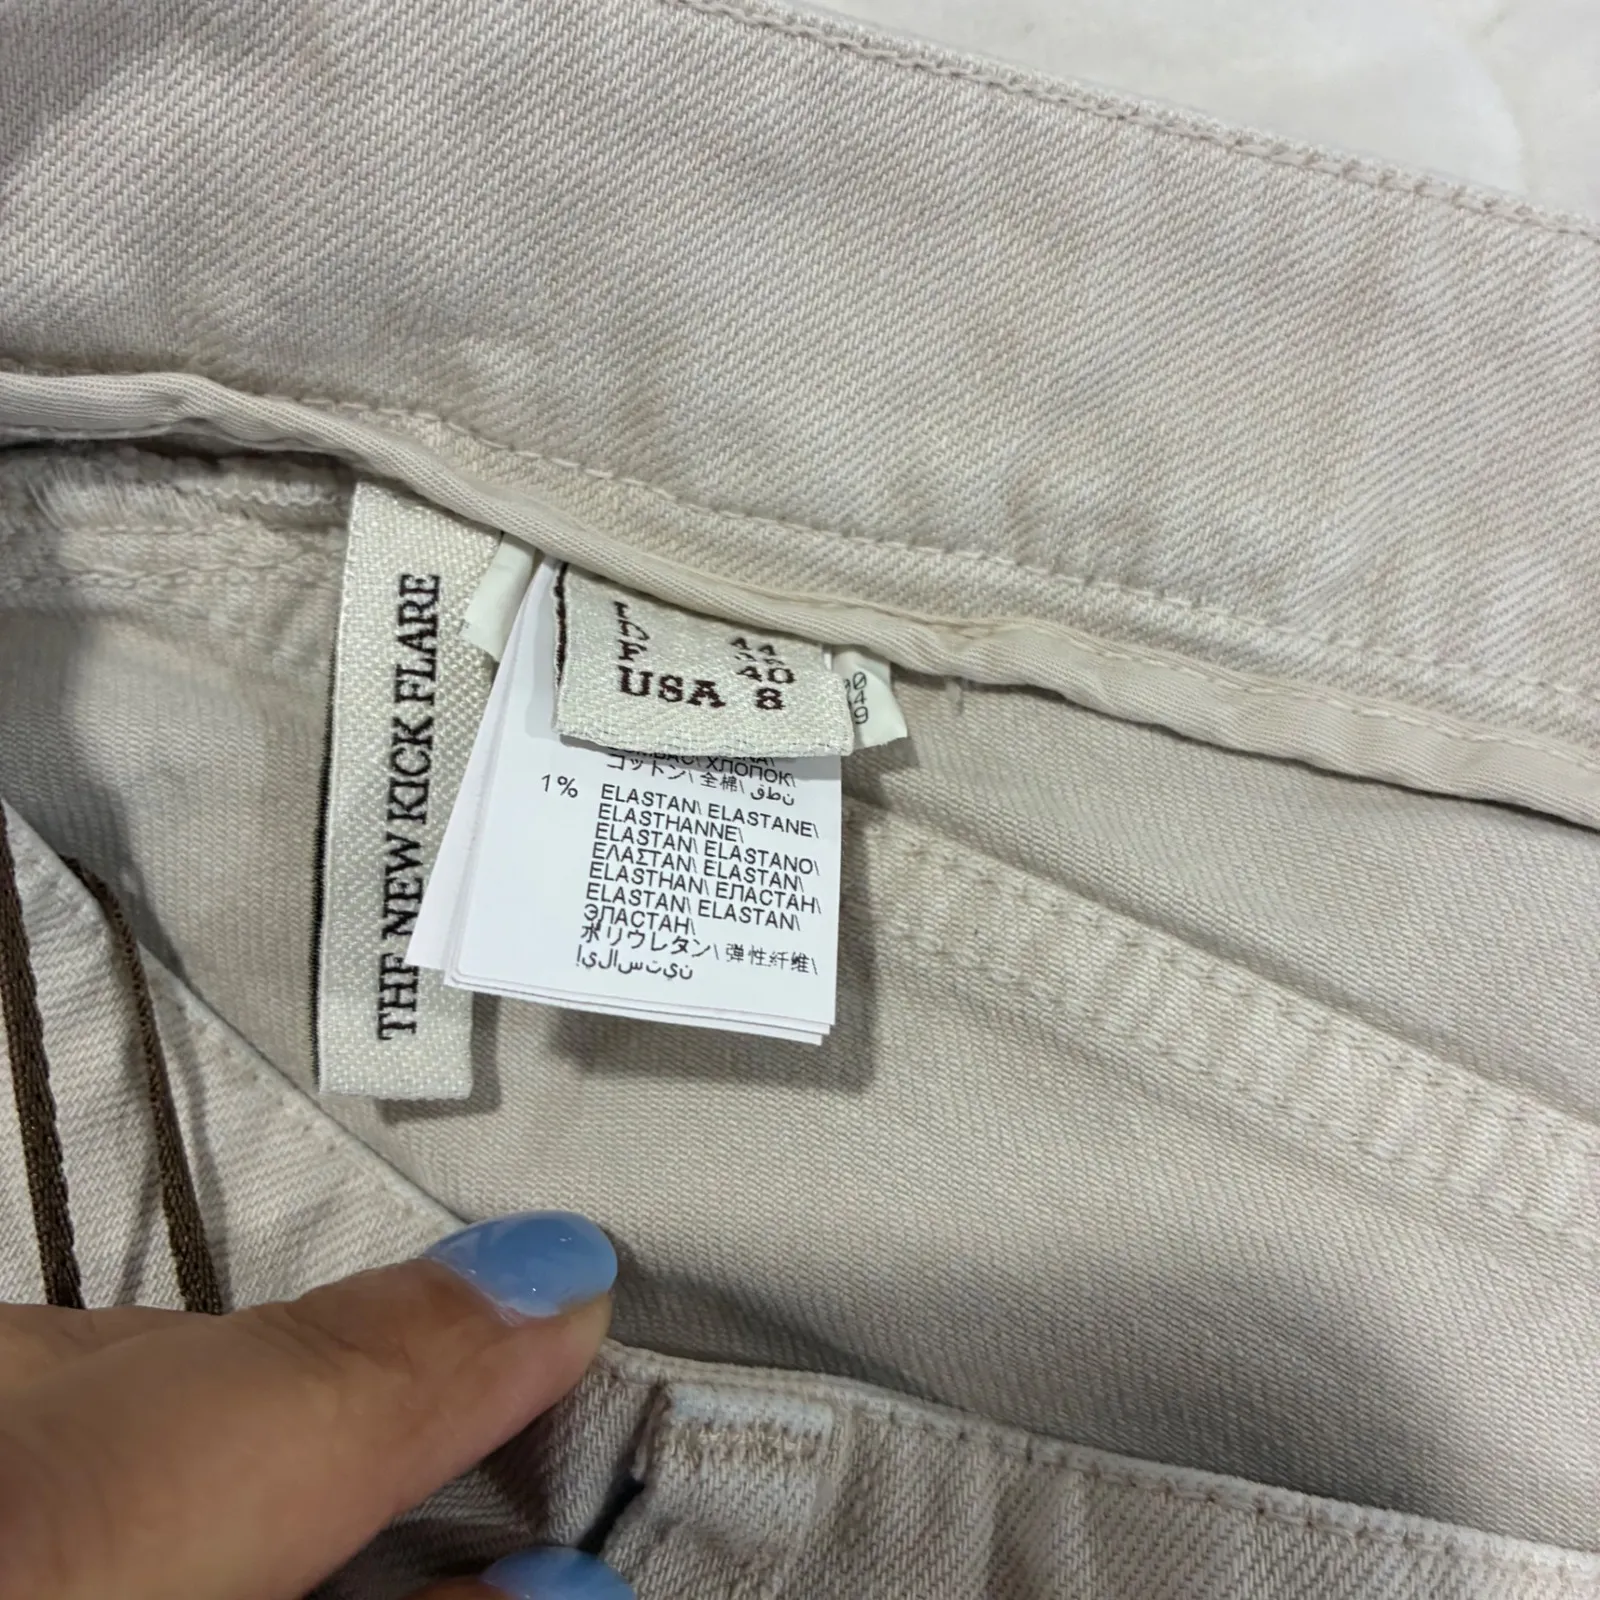 THE NEW KICK FLARE
I 44
F 40
USA 8
ХЛОПОК\
コットン\ 全棉\ قطن
1% ELASTAN\ ELASTANE\
ELASTHANNE\
ELASTAN\ ELASTANO\
ΕΛΑΣΤΑΝ\ ELASTAN\
ELASTHAN\ ЕЛАСТАН\
ELASTAN\ ELASTAN\
ЭЛАСТАН\
ポリウレタン\ 弹性纤维\
إيلاستين